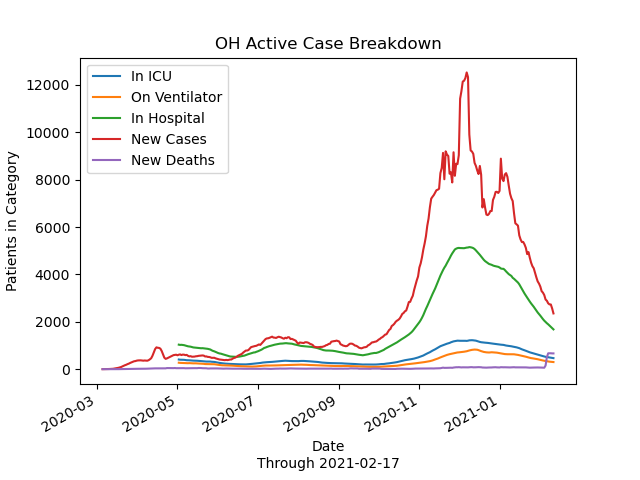 OH Active Case Breakdown
In ICU
On Ventilator
In Hospital
New Cases
New Deaths
Patients in Category
12000
10000
8000
6000
4000
2000
0
2020-03
2020-05
2020-07
2020-09
2020-11
2021-01
Date
Through 2021-02-17